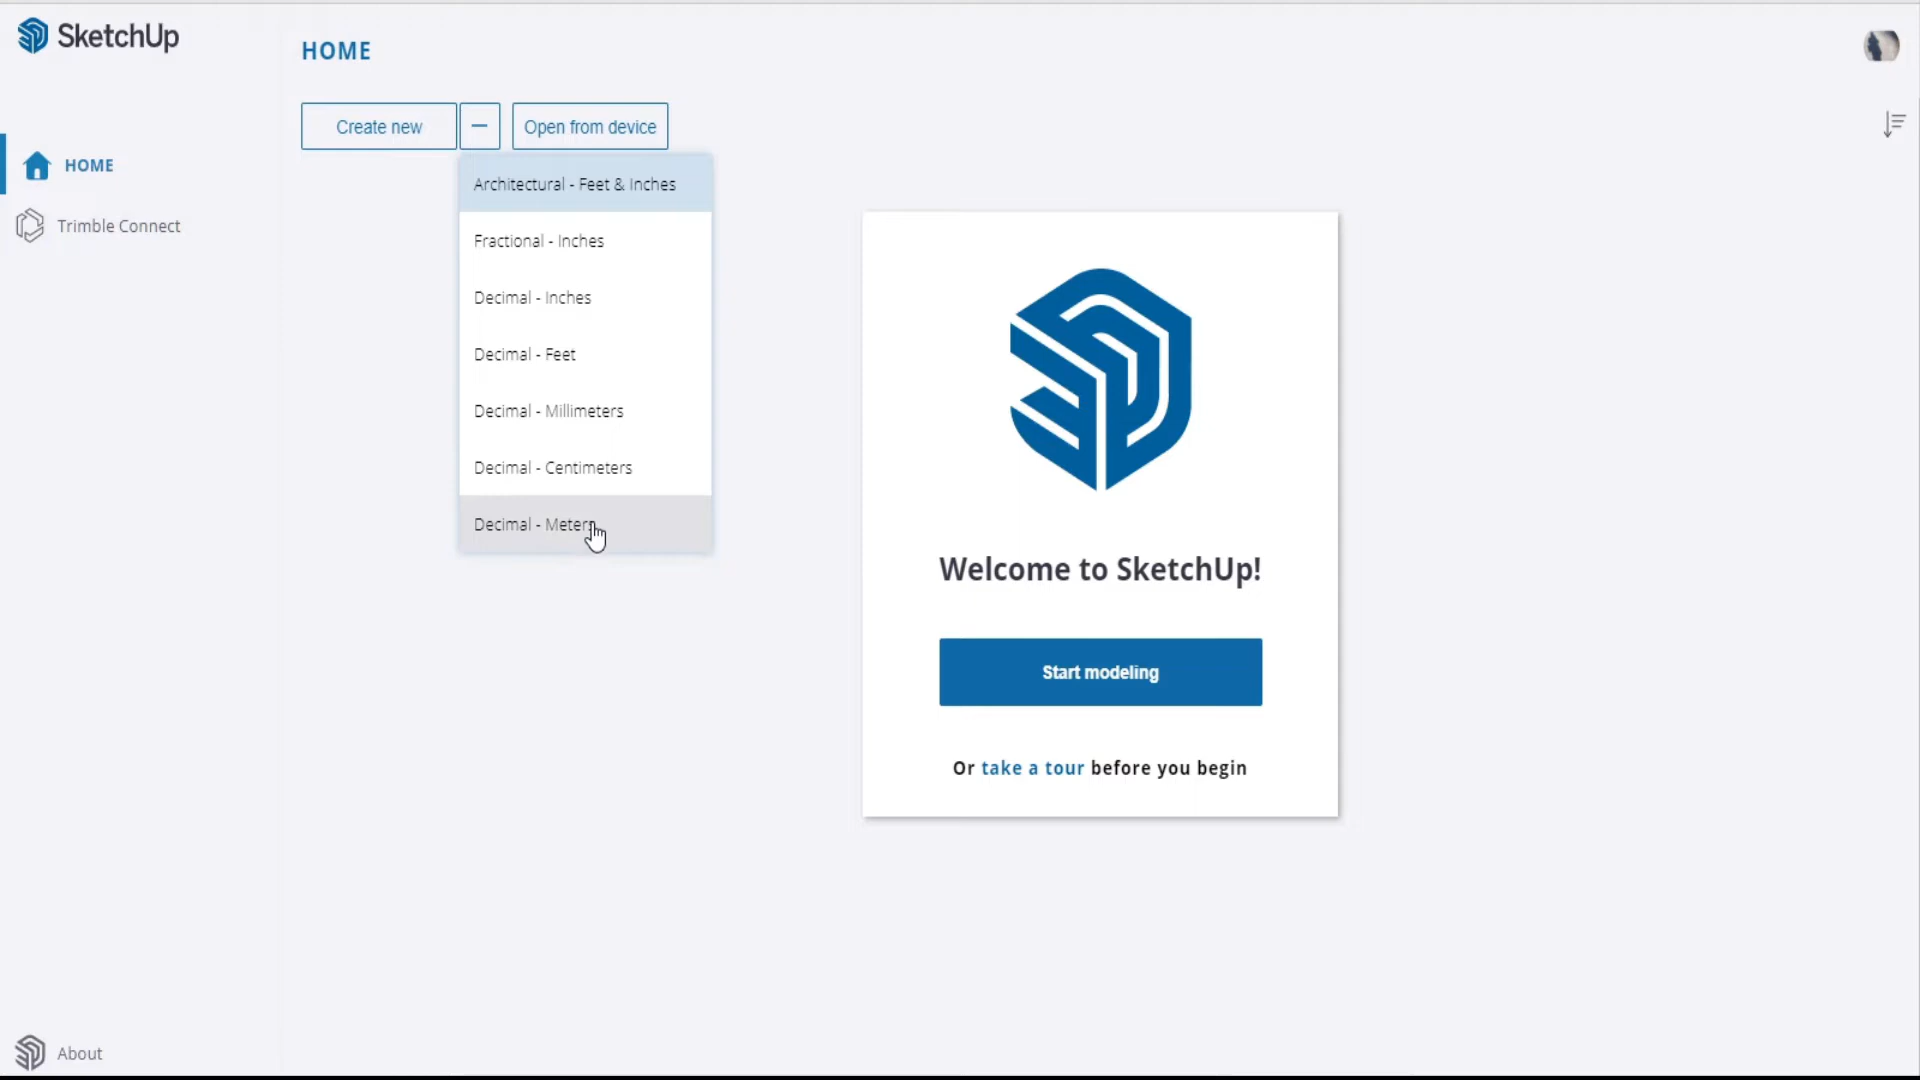 SketchUp
HOME
Create new
Open from device
HOME
Trimble Connect
Architectural - Feet & Inches
Fractional - Inches
Decimal - Inches
Decimal - Feet
Decimal - Millimeters
Decimal - Centimeters
Decimal - Meters
Welcome to SketchUp!
Start modeling
Or take a tour before you begin
About